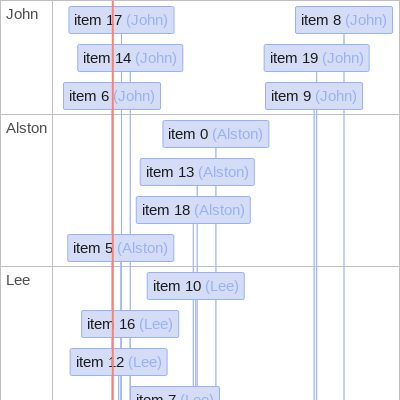 John
item 17 (John)
item 8 (John)
item 14 (John)
item 19 (John)
item 6 (John)
item 9 (John)
Alston
item 0 (Alston)
item 13 (Alston)
item 18 (Alston)
item 5 (Alston)
Lee
item 10 (Lee)
item 16 (Lee)
item 12 (Lee)
item 7 (Lee)